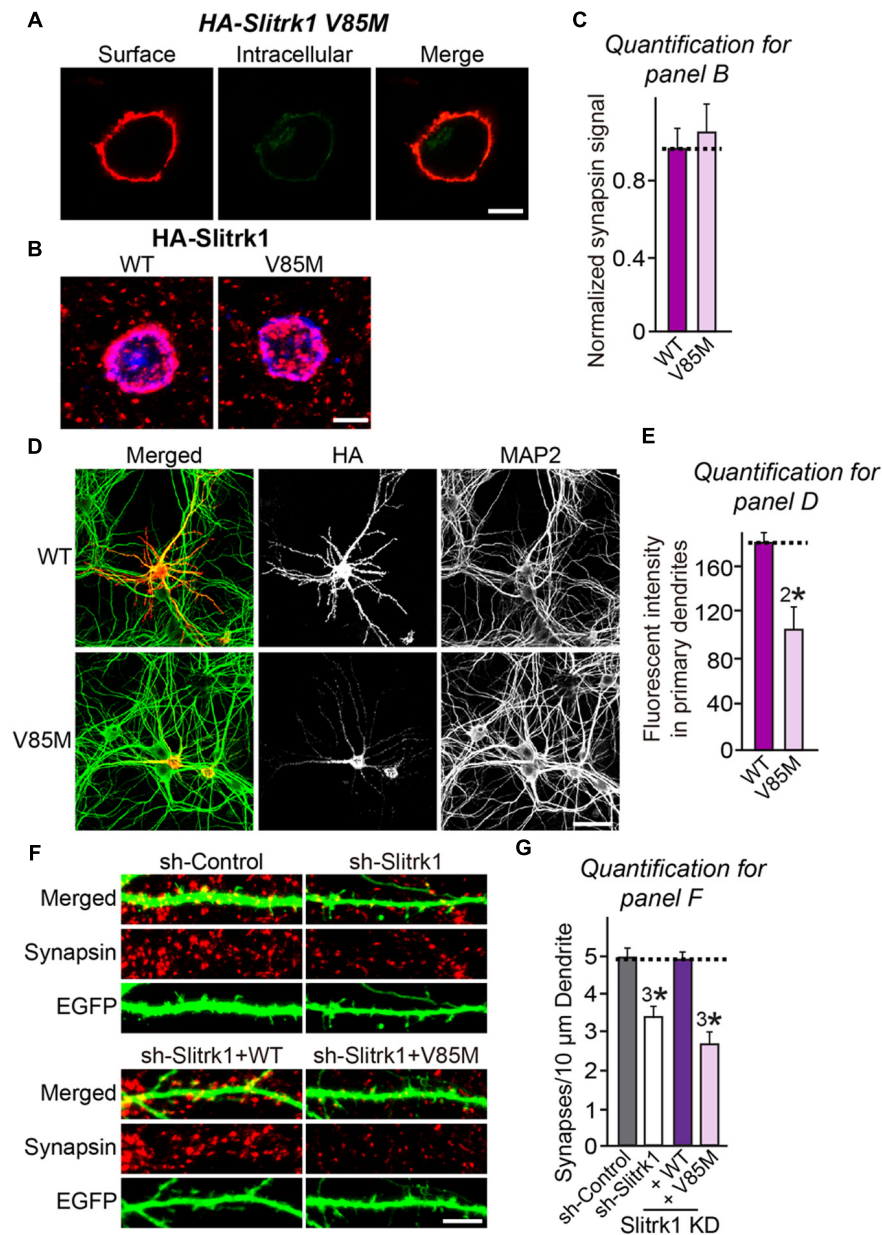 A
HA-Slitrk1 V85M
Surface Intracellular Merge
B
HA-Slitrk1
WT V85M
C
Quantification for
panel B
Normalized synapsin signal
0.8
0.4
0
WT
V85M
D
Merged HA MAP2
WT
V85M
E
Quantification for
panel D
Fluorescent intensity
in primary dendrites
160
120
80
40
0
2*
WT
V85M
F
sh-Control sh-Slitrk1
Merged
Synapsin
EGFP
sh-Slitrk1+WT sh-Slitrk1+V85M
Merged
Synapsin
EGFP
G
Quantification for
panel F
Synapses/10 µm Dendrite
5
4
3
2
1
0
3*
3*
sh-Control
sh-Slitrk1
+ WT
+ V85M
Slitrk1 KD